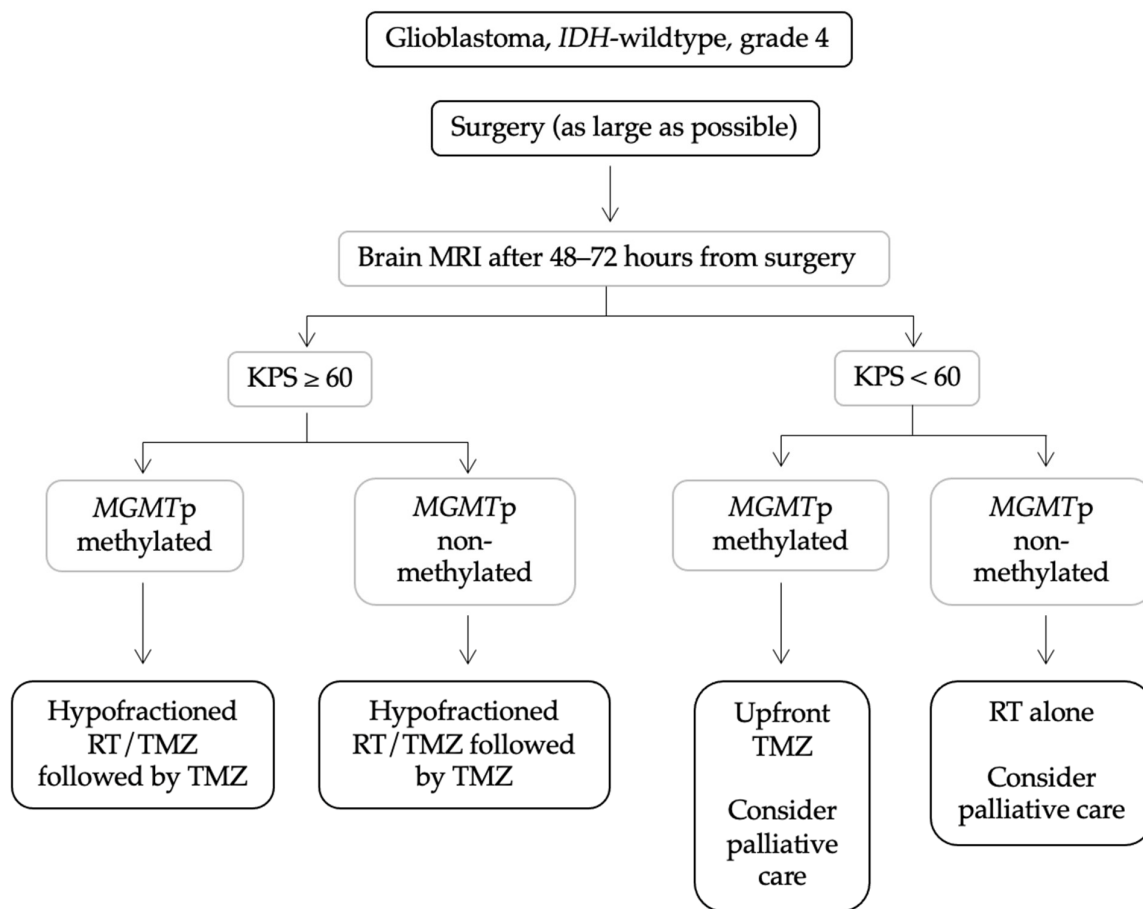 Glioblastoma, IDH-wildtype, grade 4
Surgery (as large as possible)
Brain MRI after 48–72 hours from surgery
KPS ≥ 60
KPS < 60
MGMTp
methylated
MGMTp
non-
methylated
MGMTp
methylated
MGMTp
non-
methylated
Hypofractioned
RT/TMZ
followed by TMZ
Hypofractioned
RT/TMZ followed
by TMZ
Upfront
TMZ
Consider
palliative
care
RT alone
Consider
palliative care